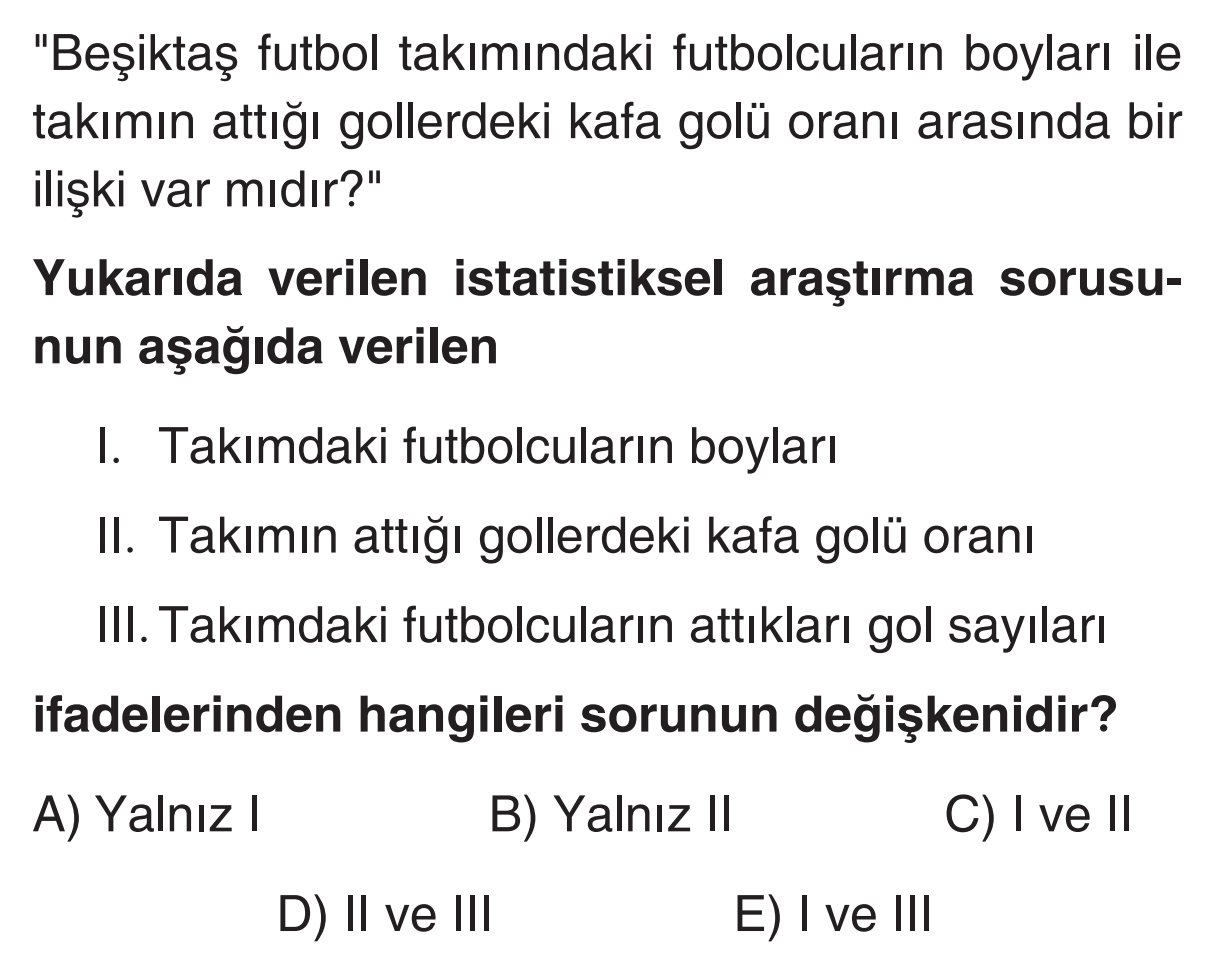 "Beşiktaş futbol takımındaki futbolcuların boyları ile
takımın attığı gollerdeki kafa golü oranı arasında bir
ilişki var mıdır?"
Yukarıda verilen istatistiksel araştırma sorusu-
nun aşağıda verilen
I. Takımdaki futbolcuların boyları
II. Takımın attığı gollerdeki kafa golü oranı
III. Takımdaki futbolcuların attıkları gol sayıları
ifadelerinden hangileri sorunun değişkenidir?
A) Yalnız I B) Yalnız II C) I ve II
D) II ve III E) I ve III